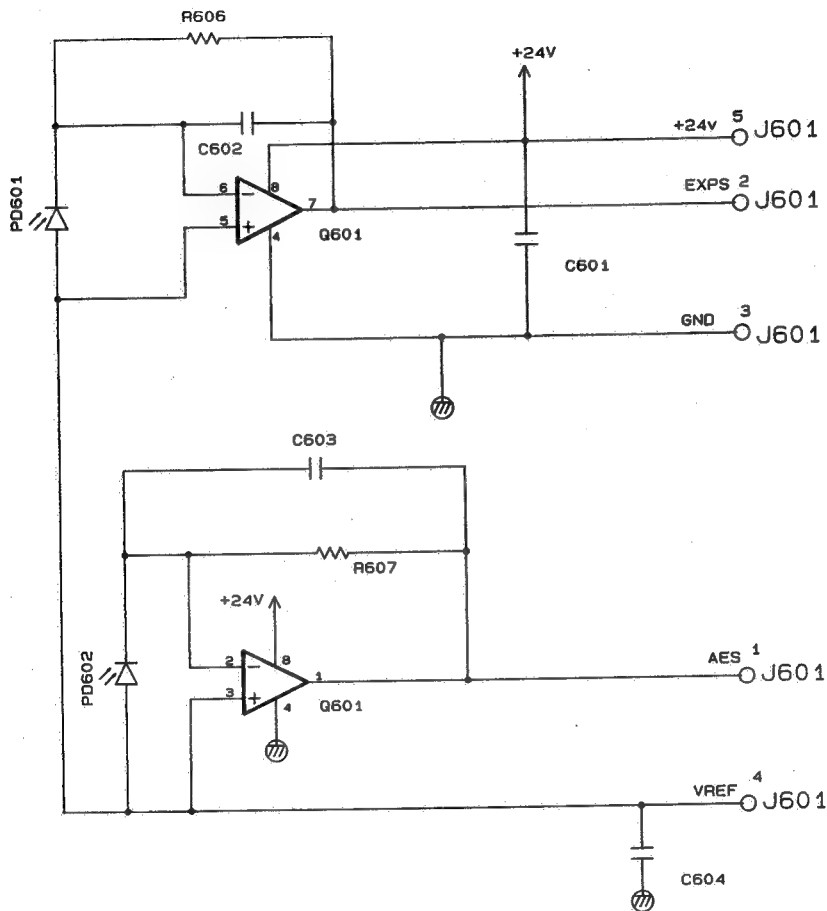 R606
+24V
+24V 5 J601
C602
EXPS 2 J601
PD601
6 - 8
7
5 +
4
Q601
C601
GND 3 J601
C603
R607
+24V
PD602
2 - 8
1
3 +
4
Q601
AES 1 J601
VREF 4 J601
C604